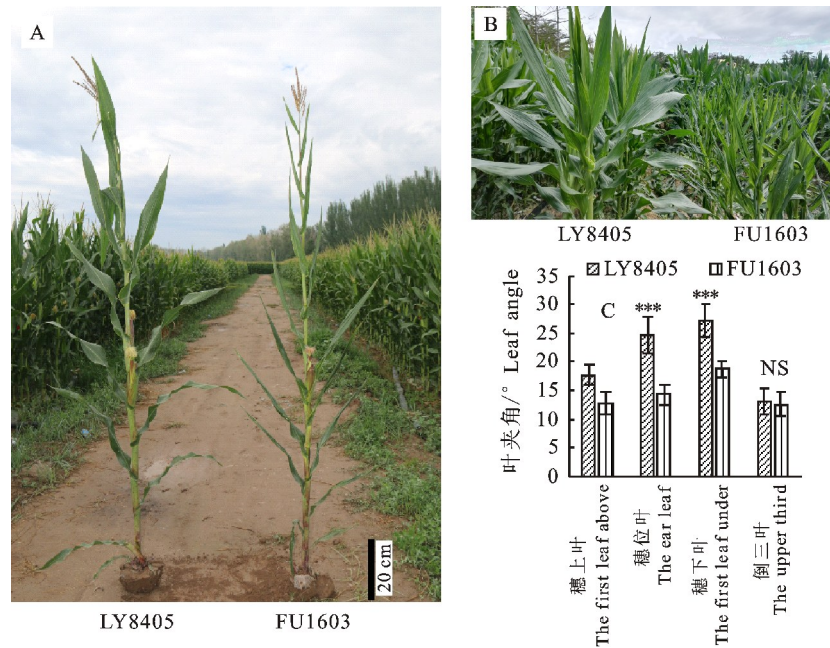 A
LY8405 FU1603
20 cm
B
LY8405 FU1603
LY8405 FU1603
C
叶夹角/° Leaf angle
35
30
25
20
15
10
5
0
***
***
NS
穗上叶
The first leaf above
穗位叶
The ear leaf
穗下叶
The first leaf under
倒三叶
The upper third